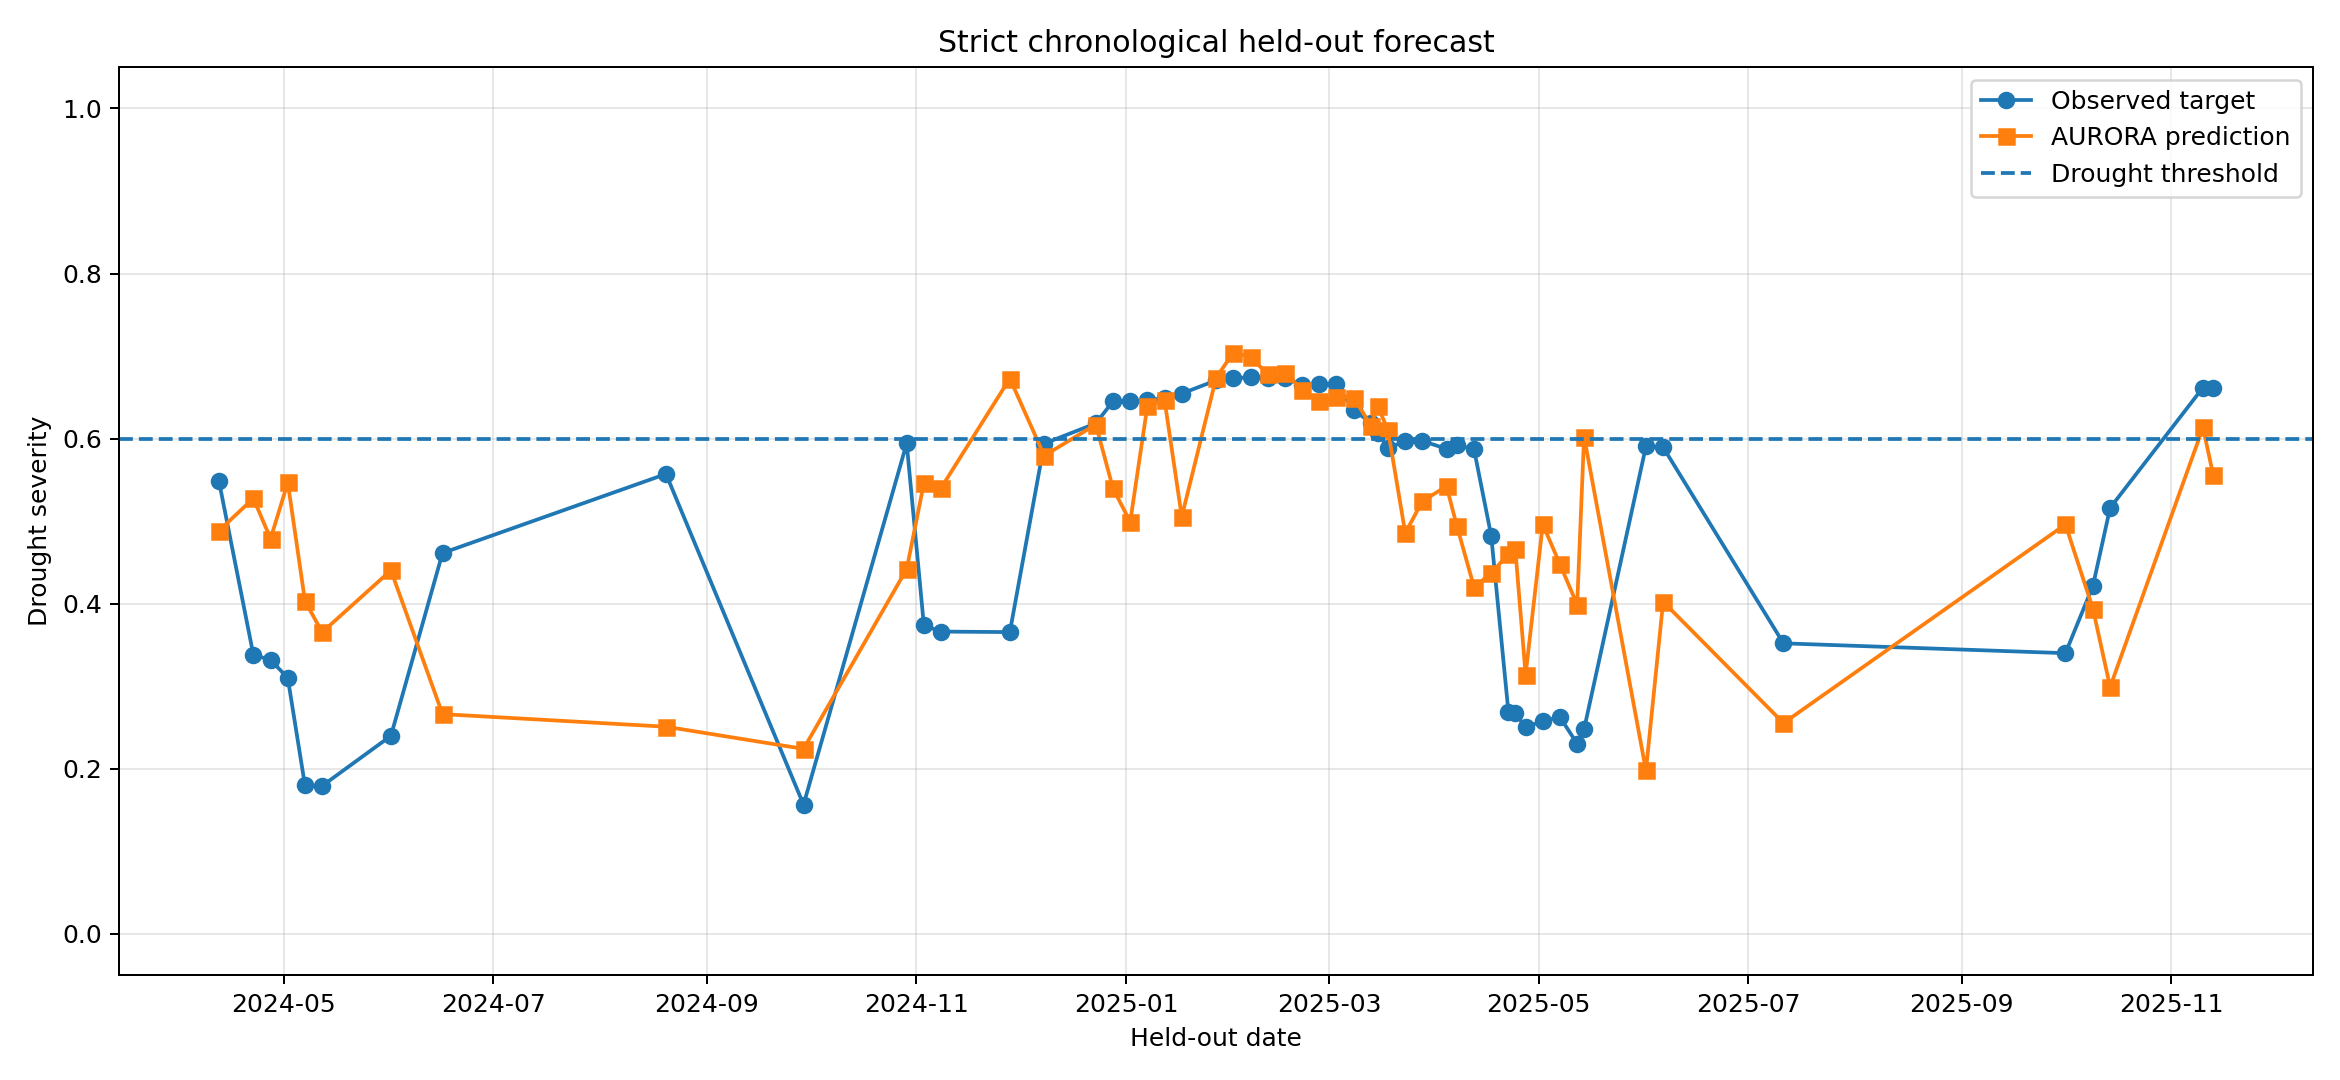 Strict chronological held-out forecast
Observed target
AURORA prediction
Drought threshold
Drought severity
1.0
0.8
0.6
0.4
0.2
0.0
2024-05
2024-07
2024-09
2024-11
2025-01
2025-03
2025-05
2025-07
2025-09
2025-11
Held-out date